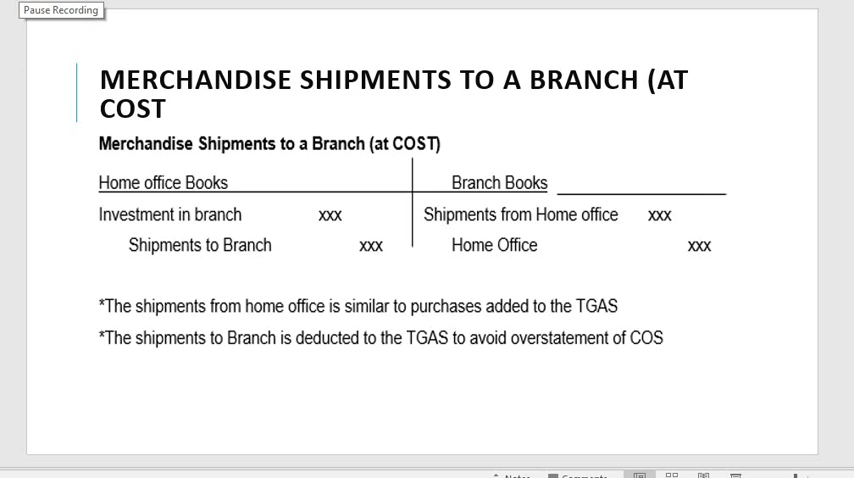 Pause Recording
MERCHANDISE SHIPMENTS TO A BRANCH (AT
COST
Merchandise Shipments to a Branch (at COST)
Home office Books Branch Books
Investment in branch xxx Shipments from Home office xxx
Shipments to Branch xxx Home Office xxx
*The shipments from home office is similar to purchases added to the TGAS
*The shipments to Branch is deducted to the TGAS to avoid overstatement of COS
Notes Comments